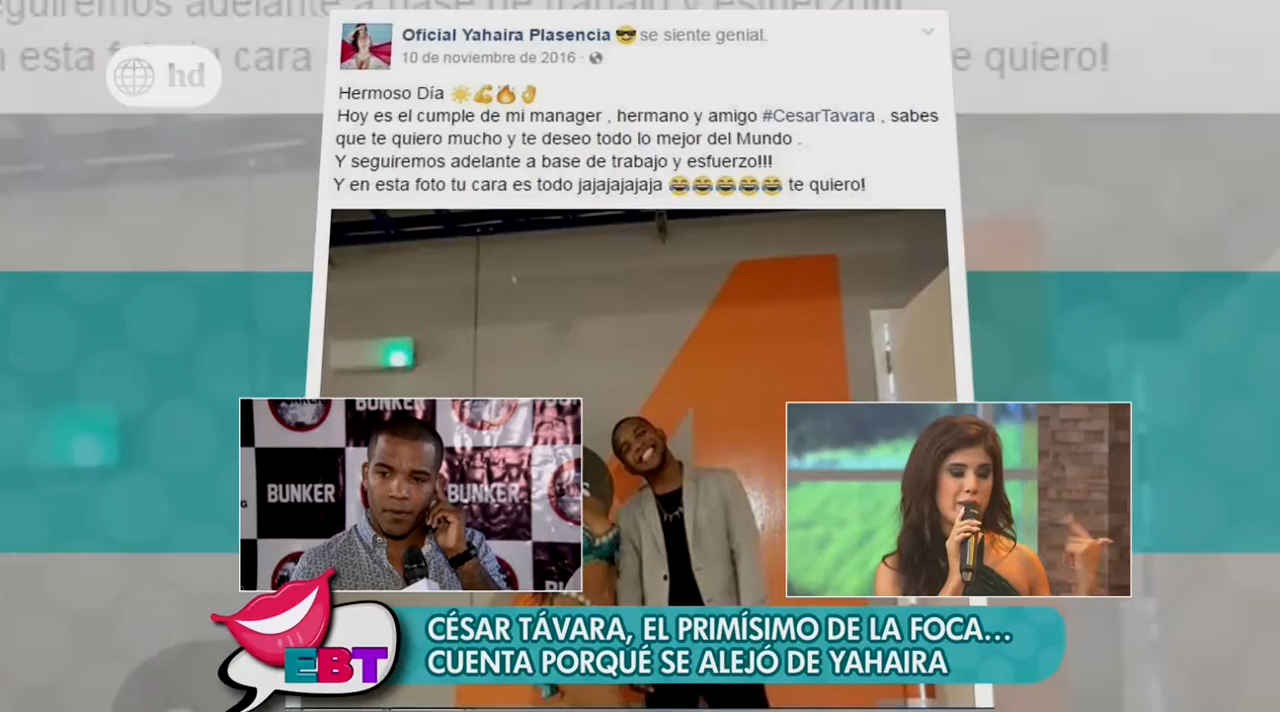 seguiremos adelante a base de trabajo y esfuerzo!!!
n esta foto tu cara
e quiero!
hd
Oficial Yahaira Plasencia 😎 se siente genial.
10 de noviembre de 2016 ·
Hermoso Día ☀️💪🔥👌
Hoy es el cumple de mi manager , hermano y amigo #CesarTavara , sabes
que te quiero mucho y te deseo todo lo mejor del Mundo .
Y seguiremos adelante a base de trabajo y esfuerzo!!!
Y en esta foto tu cara es todo jajajajajaja 😂😂😂😂😂 te quiero!
BUNKER
BUNKER
BUNKER
EBT
CÉSAR TÁVARA, EL PRIMÍSIMO DE LA FOCA...
CUENTA PORQUÉ SE ALEJÓ DE YAHAIRA